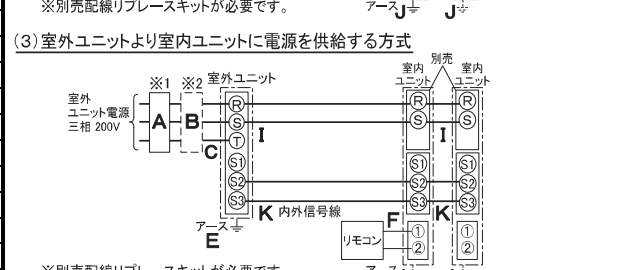 ※別売配線リプレースキットが必要です。
アース J J
(3)室外ユニットより室内ユニットに電源を供給する方式
別売
※1 ※2 室外ユニット 室内ユニット 室内ユニット
室外
ユニット電源
三相 200V
A B C
R
S
T
S1
S2
S3
I I
R R
S S
S1 S1
S2 S2
S3 S3
K 内外信号線 F K
アース
E
リモコン
① ①
② ②
※別売配線リプレースキットが必要です
アース